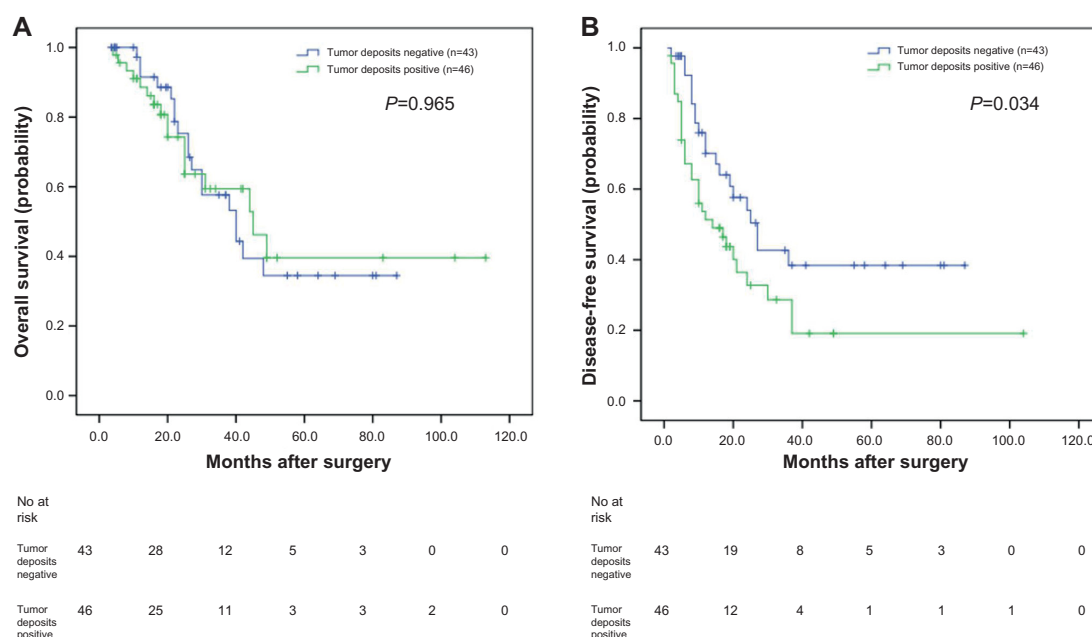 A
Tumor deposits negative (n=43)
Tumor deposits positive (n=46)
P=0.965
Overall survival (probability)
1.0
0.8
0.6
0.4
0.2
0.0
0.0 20.0 40.0 60.0 80.0 100.0 120.0
Months after surgery
No at
risk
Tumor
deposits
negative
43 28 12 5 3 0 0
Tumor
deposits
positive
46 25 11 3 3 2 0
B
Tumor deposits negative (n=43)
Tumor deposits positive (n=46)
P=0.034
Disease-free survival (probability)
1.0
0.8
0.6
0.4
0.2
0.0
0.0 20.0 40.0 60.0 80.0 100.0 120.0
Months after surgery
No at
risk
Tumor
deposits
negative
43 19 8 5 3 0 0
Tumor
deposits
positive
46 12 4 1 1 1 0